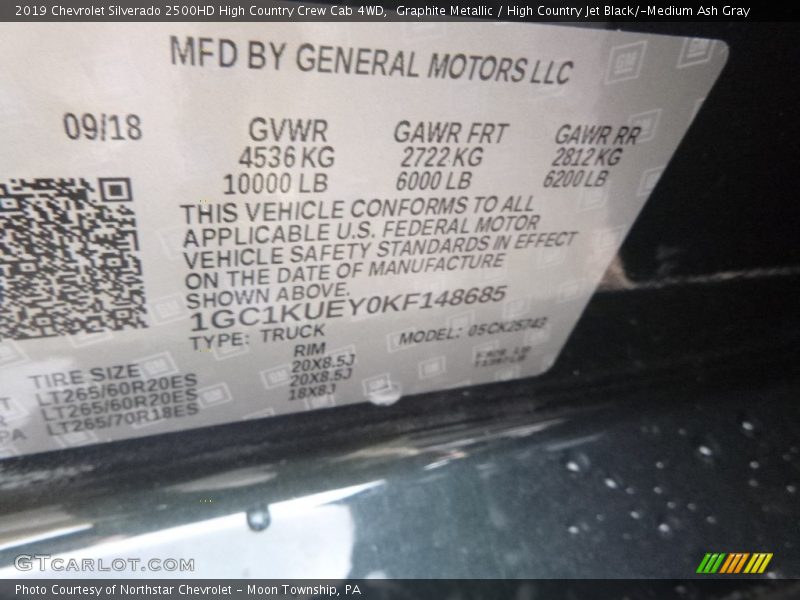 2019 Chevrolet Silverado 2500HD High Country Crew Cab 4WD,  Graphite Metallic / High Country Jet Black/­Medium Ash Gray
MFD BY GENERAL MOTORS LLC
09/18
GVWR
4536 KG
10000 LB
GAWR FRT
2722 KG
6000 LB
GAWR RR
2812 KG
6200 LB
THIS VEHICLE CONFORMS TO ALL
APPLICABLE U.S. FEDERAL MOTOR
VEHICLE SAFETY STANDARDS IN EFFECT
ON THE DATE OF MANUFACTURE
SHOWN ABOVE.
1GC1KUEY0KF148685
TYPE: TRUCK
MODEL: 05CK25743
TIRE SIZE
RIM
LT265/60R20ES
20X8.5J
LT265/60R20ES
20X8.5J
LT265/70R18ES
18X8J
GTCARLOT.COM
Photo Courtesy of Northstar Chevrolet - Moon Township, PA